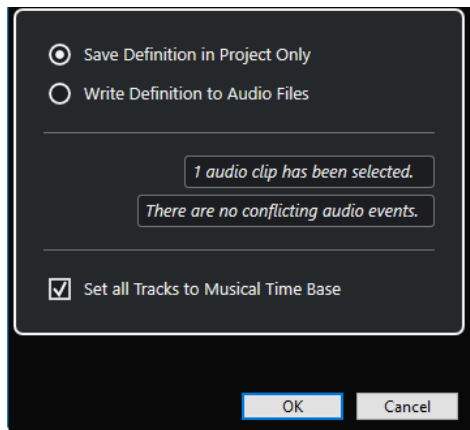 Save Definition in Project Only
Write Definition to Audio Files
1 audio clip has been selected.
There are no conflicting audio events.
Set all Tracks to Musical Time Base
OK
Cancel